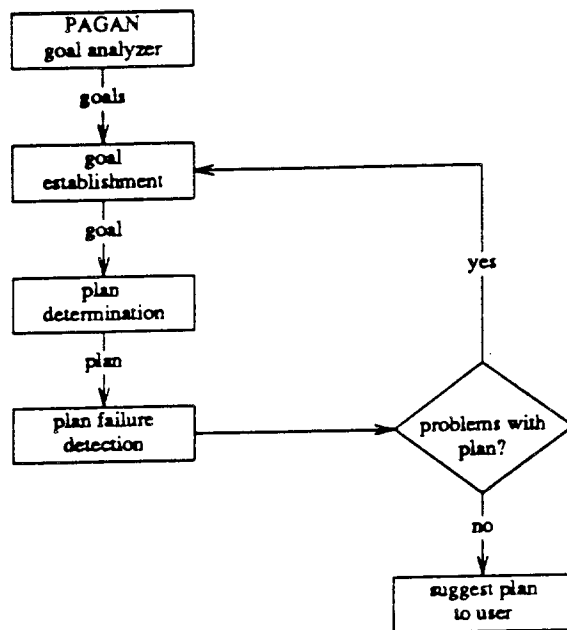 PAGAN
goal analyzer
goals
goal
establishment
goal
yes
plan
determination
plan
plan failure
detection
problems with
plan?
no
suggest plan
to user